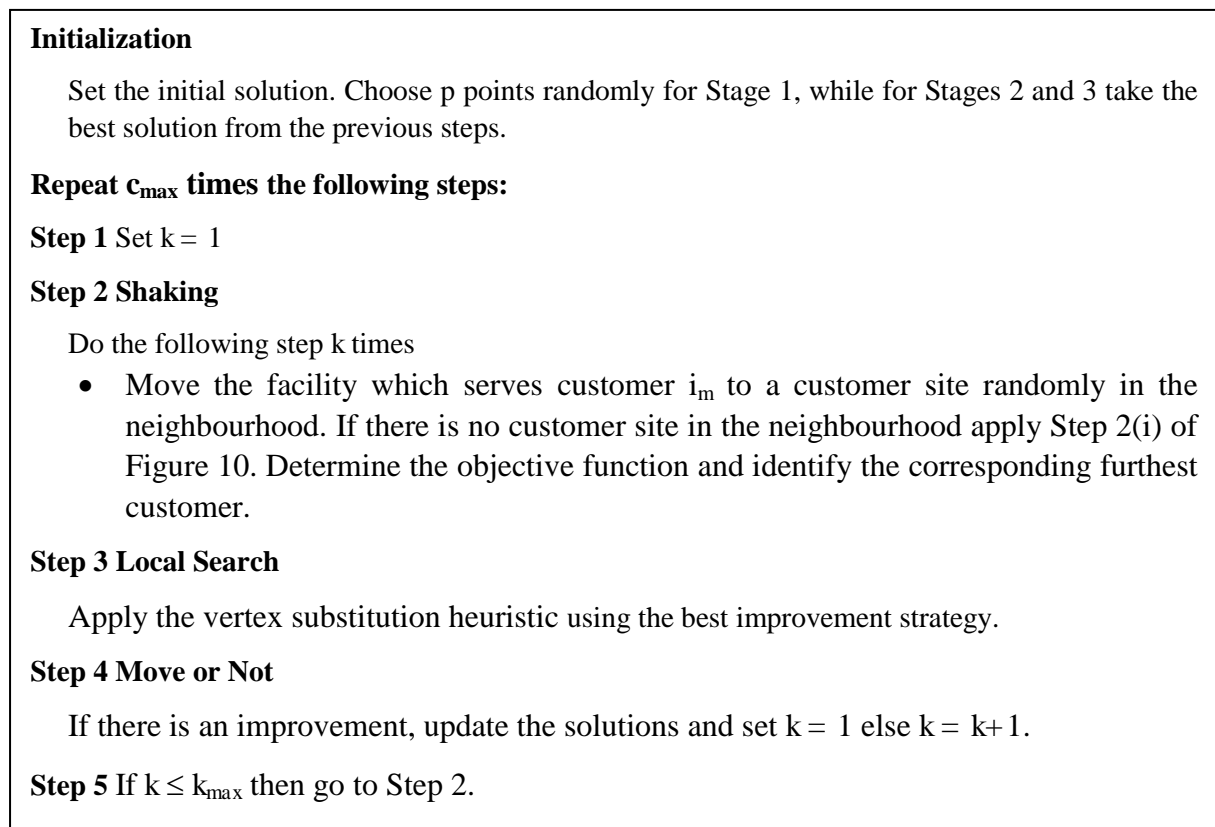 Initialization
Set the initial solution. Choose p points randomly for Stage 1, while for Stages 2 and 3 take the
best solution from the previous steps.
Repeat cmax times the following steps:
Step 1 Set k = 1
Step 2 Shaking
Do the following step k times
• Move the facility which serves customer im to a customer site randomly in the
neighbourhood. If there is no customer site in the neighbourhood apply Step 2(i) of
Figure 10. Determine the objective function and identify the corresponding furthest
customer.
Step 3 Local Search
Apply the vertex substitution heuristic using the best improvement strategy.
Step 4 Move or Not
If there is an improvement, update the solutions and set k = 1 else k = k+1.
Step 5 If k ≤ kmax then go to Step 2.